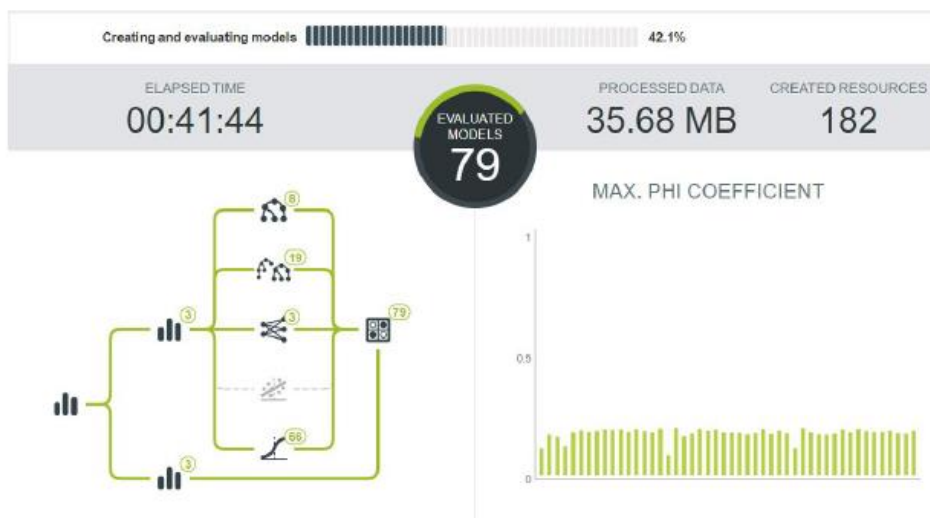 Creating and evaluating models 42.1%
ELAPSED TIME
00:41:44
EVALUATED
MODELS
79
PROCESSED DATA
35.68 MB
CREATED RESOURCES
182
8
19
3
3
79
66
3
MAX. PHI COEFFICIENT
1
0.5
0